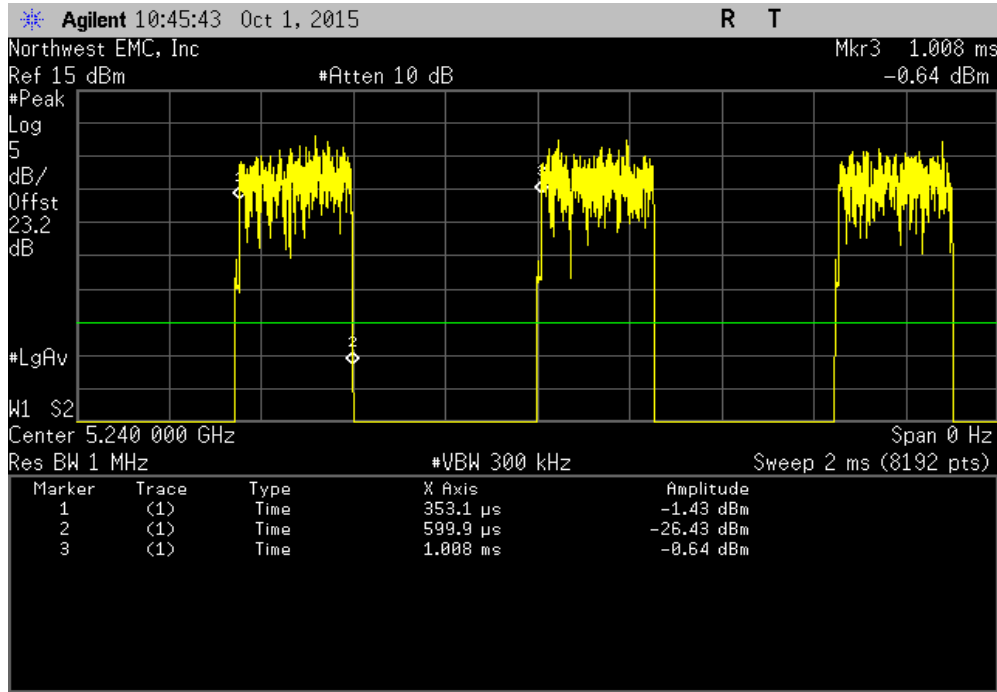 Agilent 10:45:43 Oct 1, 2015 R T
Northwest EMC, Inc Mkr3 1.008 ms
Ref 15 dBm #Atten 10 dB -0.64 dBm
#Peak
Log
5
dB/
Offst
23.2
dB
1
3
2
#LgAv
W1 S2
Center 5.240 000 GHz Span 0 Hz
Res BW 1 MHz #VBW 300 kHz Sweep 2 ms (8192 pts)
Marker Trace Type X Axis Amplitude
1 (1) Time 353.1 µs -1.43 dBm
2 (1) Time 599.9 µs -26.43 dBm
3 (1) Time 1.008 ms -0.64 dBm